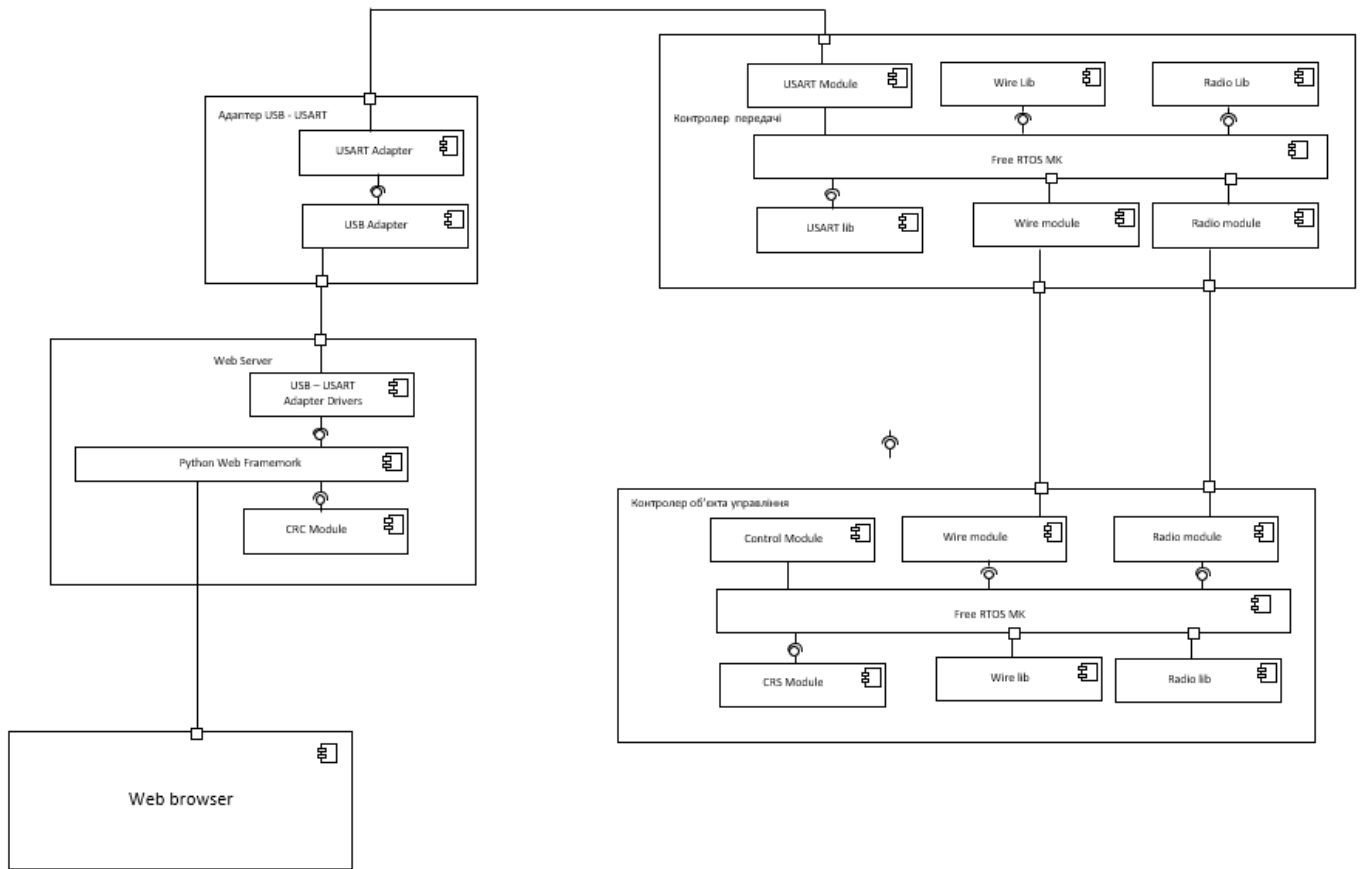 Адаптер USB - USART
USART Adapter
USB Adapter
Web Server
USB – USART
Adapter Drivers
Python Web Framemork
CRC Module
Web browser
USART Module
Wire Lib
Radio Lib
Контролер передачі
Free RTOS MK
USART lib
Wire module
Radio module
Контролер об'єкта управління
Control Module
Wire module
Radio module
Free RTOS MK
CRS Module
Wire lib
Radio lib